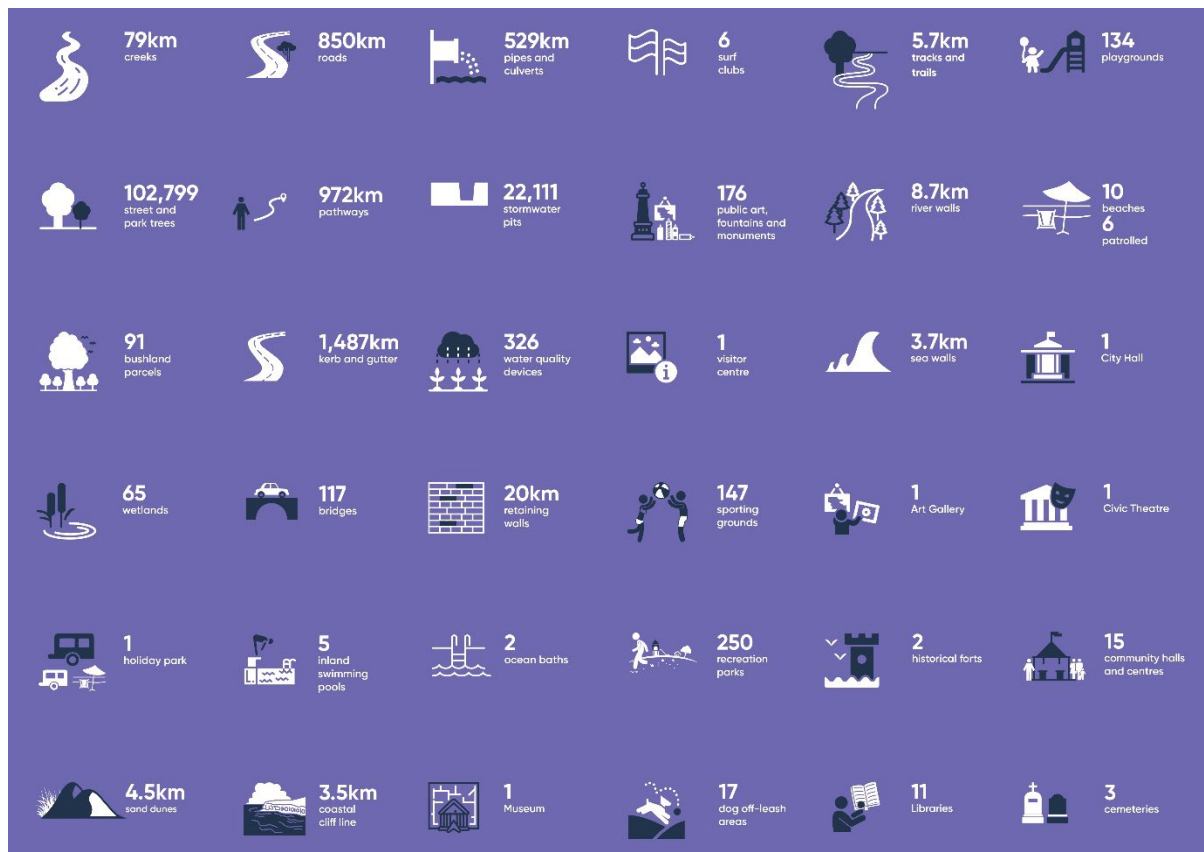 79km
creeks
850km
roads
529km
pipes and
culverts
6
surf
clubs
5.7km
tracks and
trails
134
playgrounds
102,799
street and
park trees
972km
pathways
22,111
stormwater
pits
176
public art,
fountains and
monuments
8.7km
river walls
10
beaches
6
patrolled
91
bushland
parcels
1,487km
kerb and gutter
326
water quality
devices
1
visitor
centre
3.7km
sea walls
1
City Hall
65
wetlands
117
bridges
20km
retaining
walls
147
sporting
grounds
1
Art Gallery
1
Civic Theatre
1
holiday park
5
inland
swimming
pools
2
ocean baths
250
recreation
parks
2
historical forts
15
community halls
and centres
4.5km
sand dunes
3.5km
coastal
cliff line
1
Museum
17
dog off-leash
areas
11
Libraries
3
cemeteries